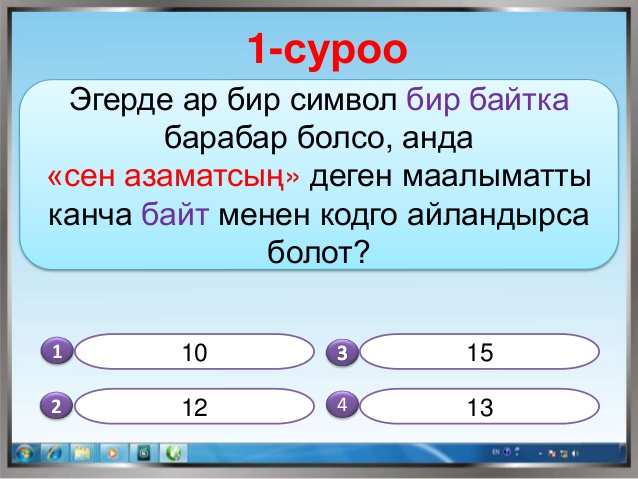 1-суроо
Эгерде ар бир символ бир байтка
барабар болсо, анда
«сен азаматсың» деген маалыматты
канча байт менен кодго айландырса
болот?
1 10
3 15
2 12
4 13
EN